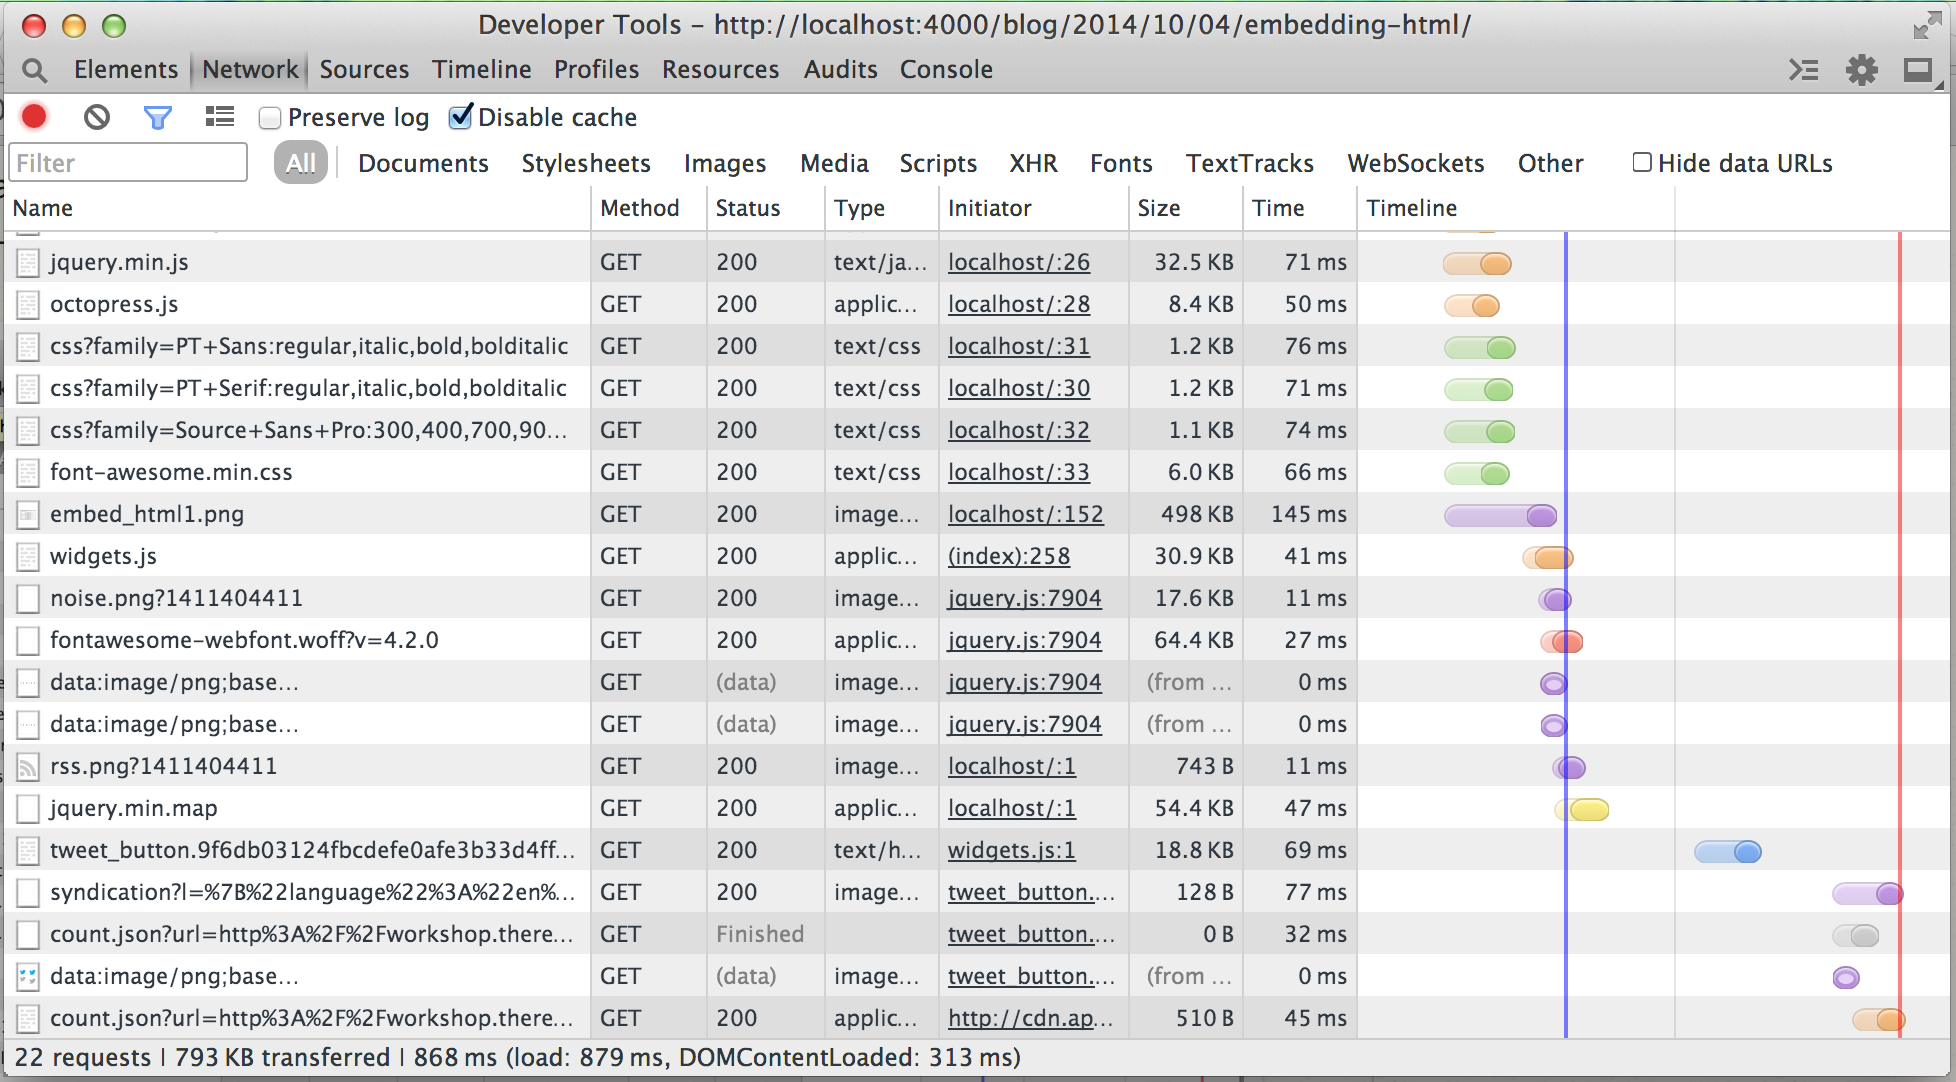 Developer Tools - http://localhost:4000/blog/2014/10/04/embedding-html/
Elements Network Sources Timeline Profiles Resources Audits Console
Preserve log Disable cache
Filter All Documents Stylesheets Images Media Scripts XHR Fonts TextTracks WebSockets Other Hide data URLs
Name Method Status Type Initiator Size Time Timeline
jquery.min.js GET 200 text/ja... localhost/:26 32.5 KB 71 ms
octopress.js GET 200 applic... localhost/:28 8.4 KB 50 ms
css?family=PT+Sans:regular,italic,bold,bolditalic GET 200 text/css localhost/:31 1.2 KB 76 ms
css?family=PT+Serif:regular,italic,bold,bolditalic GET 200 text/css localhost/:30 1.2 KB 71 ms
css?family=Source+Sans+Pro:300,400,700,90... GET 200 text/css localhost/:32 1.1 KB 74 ms
font-awesome.min.css GET 200 text/css localhost/:33 6.0 KB 66 ms
embed_html1.png GET 200 image... localhost/:152 498 KB 145 ms
widgets.js GET 200 applic... (index):258 30.9 KB 41 ms
noise.png?1411404411 GET 200 image... jquery.js:7904 17.6 KB 11 ms
fontawesome-webfont.woff?v=4.2.0 GET 200 applic... jquery.js:7904 64.4 KB 27 ms
data:image/png;base... GET (data) image... jquery.js:7904 (from ... 0 ms
data:image/png;base... GET (data) image... jquery.js:7904 (from ... 0 ms
rss.png?1411404411 GET 200 image... localhost/:1 743 B 11 ms
jquery.min.map GET 200 applic... localhost/:1 54.4 KB 47 ms
tweet_button.9f6db03124fbcdefe0afe3b33d4ff... GET 200 text/h... widgets.js:1 18.8 KB 69 ms
syndication?l=%7B%22language%22%3A%22en%... GET 200 image... tweet_button.... 128 B 77 ms
count.json?url=http%3A%2F%2Fworkshop.there... GET Finished tweet_button.... 0 B 32 ms
data:image/png;base... GET (data) image... tweet_button.... (from ... 0 ms
count.json?url=http%3A%2F%2Fworkshop.there... GET 200 applic... http://cdn.ap... 510 B 45 ms
22 requests | 793 KB transferred | 868 ms (load: 879 ms, DOMContentLoaded: 313 ms)